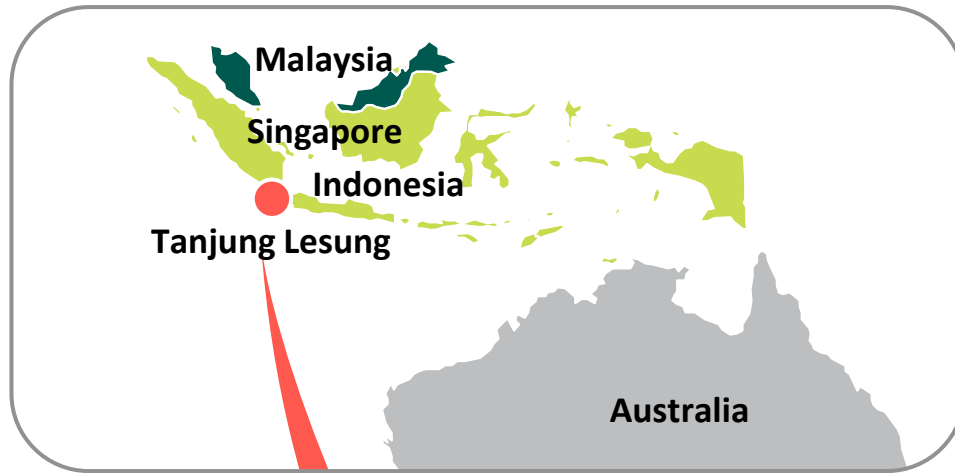 Malaysia
Singapore
Indonesia
Tanjung Lesung
Australia